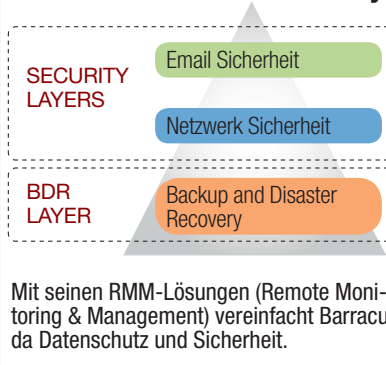 SECURITY
LAYERS
Email Sicherheit
Netzwerk Sicherheit
BDR
LAYER
Backup and Disaster
Recovery
Mit seinen RMM-Lösungen (Remote Moni-
toring & Management) vereinfacht Barracu
da Datenschutz und Sicherheit.